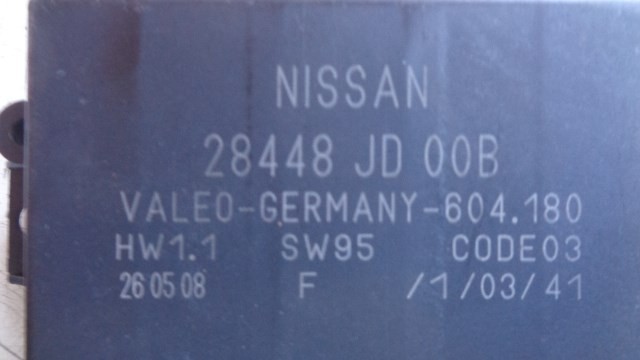 NISSAN
28448 JD 00B
VALEO-GERMANY-604.180
HW1.1 SW95 CODE03
26 05 08 F /1/03/41